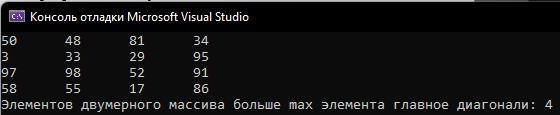 Консоль отладки Microsoft Visual Studio
50 48 81 34
3 33 29 95
97 98 52 91
58 55 17 86
Элементов двумерного массива больше max элемента главное диагонали: 4